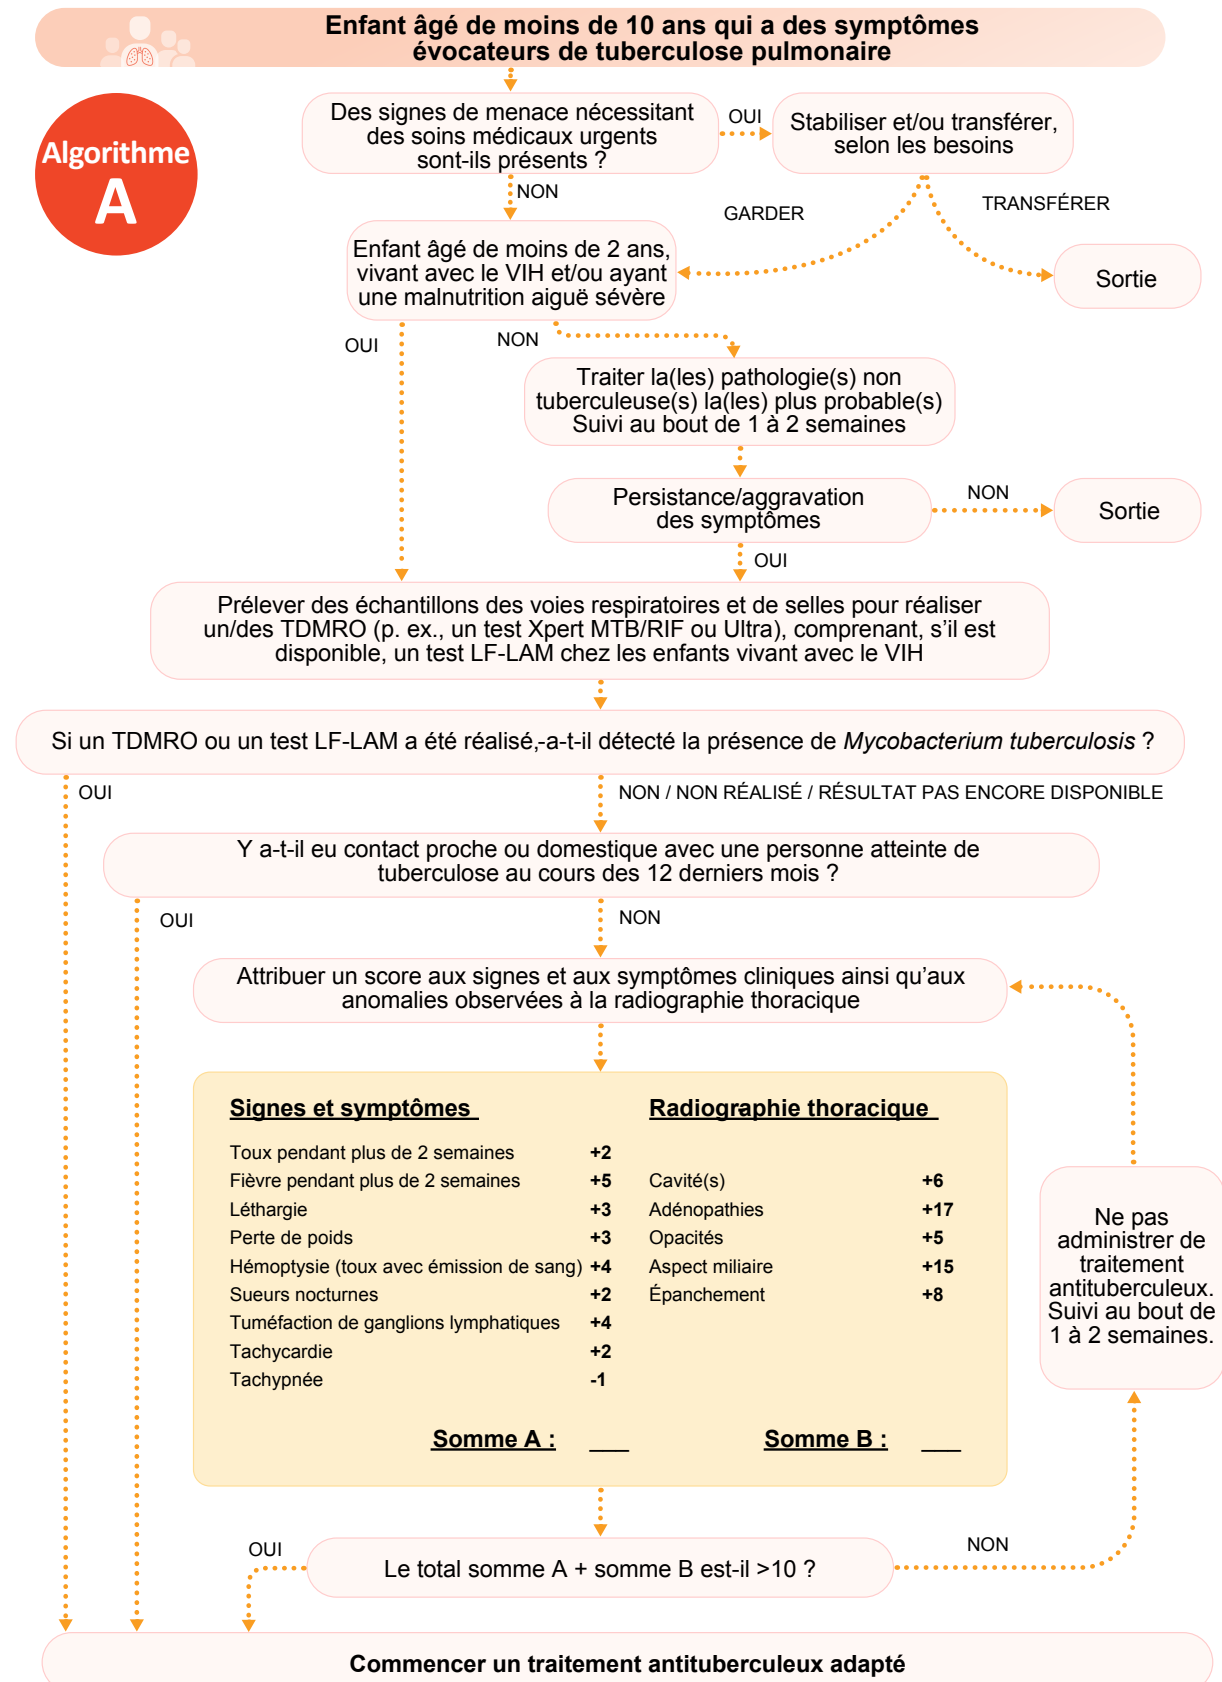 Enfant âgé de moins de 10 ans qui a des symptômes
évocateurs de tuberculose pulmonaire
Algorithme
A
Des signes de menace nécessitant
des soins médicaux urgents
sont-ils présents ?
OUI
Stabiliser et/ou transférer,
selon les besoins
NON
GARDER
TRANSFÉRER
Enfant âgé de moins de 2 ans,
vivant avec le VIH et/ou ayant
une malnutrition aiguë sévère
Sortie
OUI
NON
Traiter la(les) pathologie(s) non
tuberculeuse(s) la(les) plus probable(s)
Suivi au bout de 1 à 2 semaines
Persistance/aggravation
des symptômes
NON
Sortie
OUI
Prélever des échantillons des voies respiratoires et de selles pour réaliser
un/des TDMRO (p. ex., un test Xpert MTB/RIF ou Ultra), comprenant, s’il est
disponible, un test LF-LAM chez les enfants vivant avec le VIH
Si un TDMRO ou un test LF-LAM a été réalisé,-a-t-il détecté la présence de Mycobacterium tuberculosis ?
OUI
NON / NON RÉALISÉ / RÉSULTAT PAS ENCORE DISPONIBLE
Y a-t-il eu contact proche ou domestique avec une personne atteinte de
tuberculose au cours des 12 derniers mois ?
OUI
NON
Attribuer un score aux signes et aux symptômes cliniques ainsi qu’aux
anomalies observées à la radiographie thoracique
Signes et symptômes
Toux pendant plus de 2 semaines +2
Fièvre pendant plus de 2 semaines +5
Léthargie +3
Perte de poids +3
Hémoptysie (toux avec émission de sang) +4
Sueurs nocturnes +2
Tuméfaction de ganglions lymphatiques +4
Tachycardie +2
Tachypnée -1
Somme A : ___
Radiographie thoracique
Cavité(s) +6
Adénopathies +17
Opacités +5
Aspect miliaire +15
Épanchement +8
Somme B : ___
Ne pas
administrer de
traitement
antituberculeux.
Suivi au bout de
1 à 2 semaines.
OUI
Le total somme A + somme B est-il >10 ?
NON
Commencer un traitement antituberculeux adapté